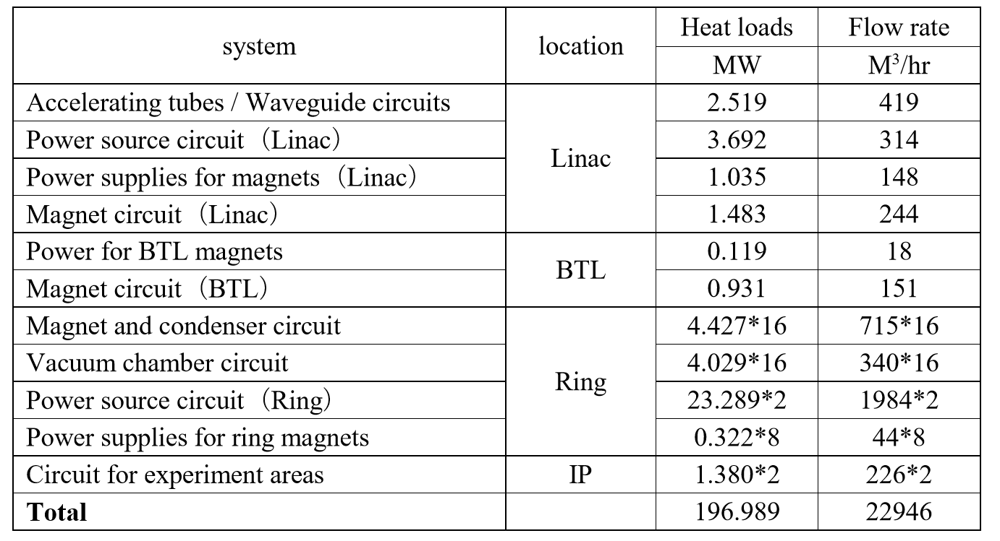 system location Heat loads Flow rate
MW M³/hr
Accelerating tubes / Waveguide circuits Linac 2.519 419
Power source circuit（Linac） 3.692 314
Power supplies for magnets（Linac） 1.035 148
Magnet circuit（Linac） 1.483 244
Power for BTL magnets BTL 0.119 18
Magnet circuit（BTL） 0.931 151
Magnet and condenser circuit Ring 4.427*16 715*16
Vacuum chamber circuit 4.029*16 340*16
Power source circuit（Ring） 23.289*2 1984*2
Power supplies for ring magnets 0.322*8 44*8
Circuit for experiment areas IP 1.380*2 226*2
Total 196.989 22946